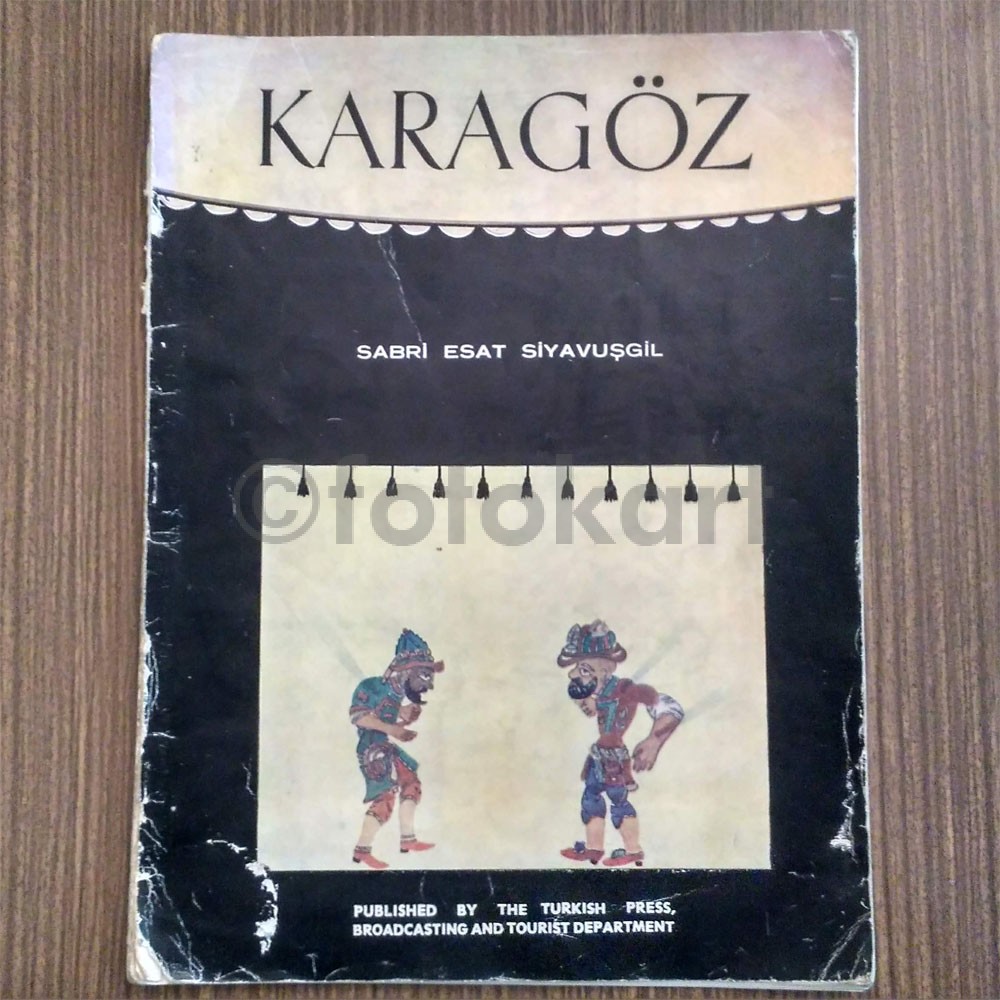 KARAGÖZ
SABRİ ESAT SİYAVUŞGİL
©fotokart
PUBLISHED BY THE TURKISH PRESS,
BROADCASTING AND TOURIST DEPARTMENT